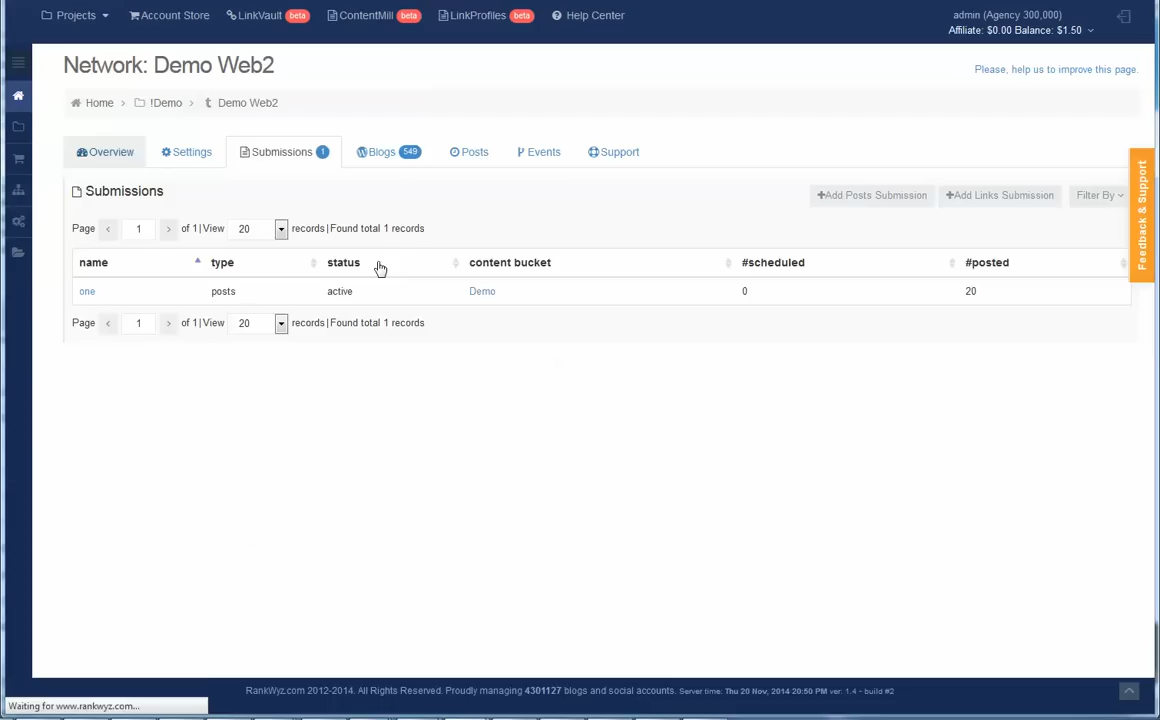 Projects Account Store LinkVault beta ContentMill beta LinkProfiles beta Help Center admin (Agency 300,000)
Affiliate: $0.00 Balance: $1.50
Network: Demo Web2
Please, help us to improve this page.
Home > !Demo > t Demo Web2
Overview Settings Submissions 1 Blogs 549 Posts Events Support
Submissions +Add Posts Submission +Add Links Submission Filter By
Feedback & Support
Page < 1 > of 1|View 20 records|Found total 1 records
name type status content bucket #scheduled #posted
one posts active Demo 0 20
Page < 1 > of 1|View 20 records|Found total 1 records
RankWyz.com 2012-2014. All Rights Reserved. Proudly managing 4301127 blogs and social accounts. Server time: Thu 20 Nov, 2014 20:50 PM ver: 1.4 - build #2
Waiting for www.rankwyz.com...